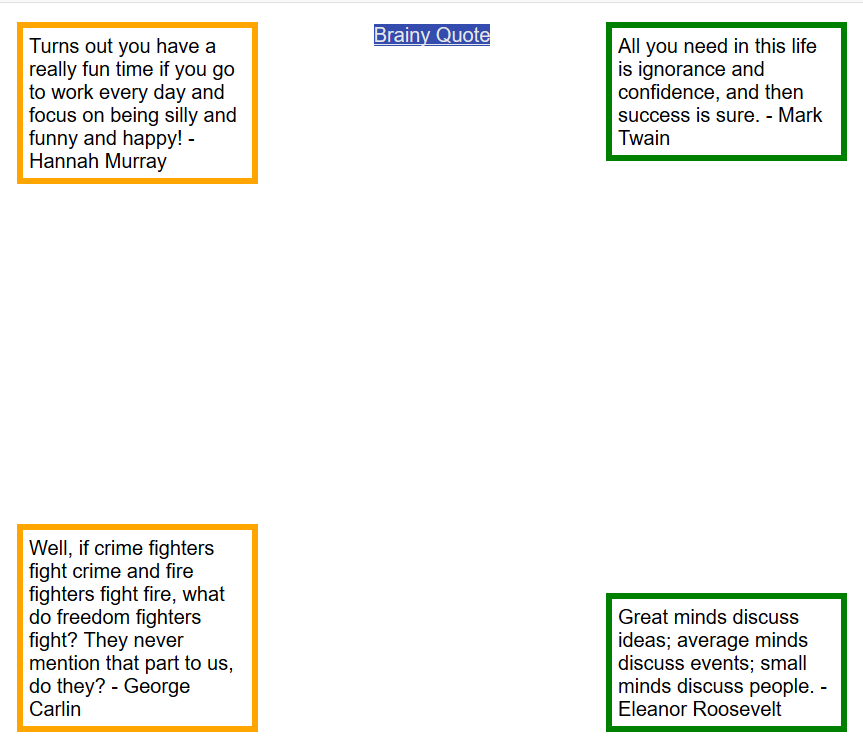 Turns out you have a
really fun time if you go
to work every day and
focus on being silly and
funny and happy! -
Hannah Murray
Brainy Quote
All you need in this life
is ignorance and
confidence, and then
success is sure. - Mark
Twain
Well, if crime fighters
fight crime and fire
fighters fight fire, what
do freedom fighters
fight? They never
mention that part to us,
do they? - George
Carlin
Great minds discuss
ideas; average minds
discuss events; small
minds discuss people. -
Eleanor Roosevelt